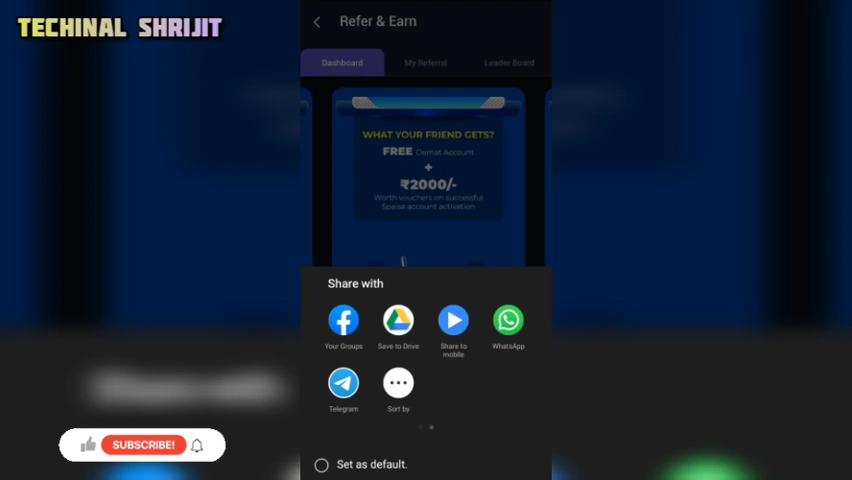 TECHINAL SHRIJIT
Refer & Earn
Dashboard
My Referral
Leader Board
WHAT YOUR FRIEND GETS?
FREE Demat Account
+
₹2000/-
Worth vouchers on successful
5paisa account activation
Share with
Your Groups
Save to Drive
Share to
mobile
WhatsApp
Telegram
Sort by
SUBSCRIBE!
Set as default.